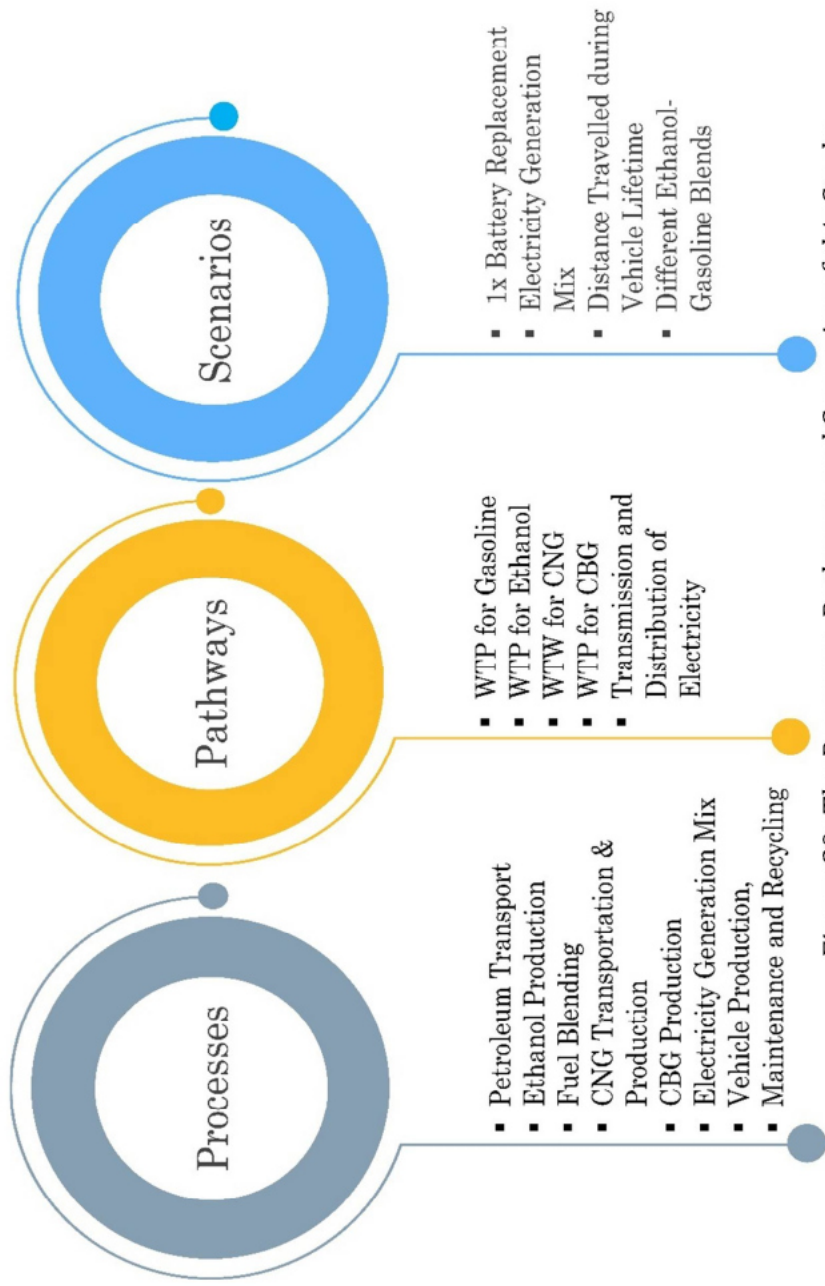 Processes
▪ Petroleum Transport
▪ Ethanol Production
▪ Fuel Blending
▪ CNG Transportation &
Production
▪ CBG Production
▪ Electricity Generation Mix
▪ Vehicle Production,
▪ Maintenance and Recycling
Pathways
▪ WTP for Gasoline
▪ WTP for Ethanol
▪ WTW for CNG
▪ WTP for CBG
▪ Transmission and
Distribution of
Electricity
Scenarios
▪ 1x Battery Replacement
▪ Electricity Generation
Mix
▪ Distance Travelled during
Vehicle Lifetime
▪ Different Ethanol-
Gasoline Blends